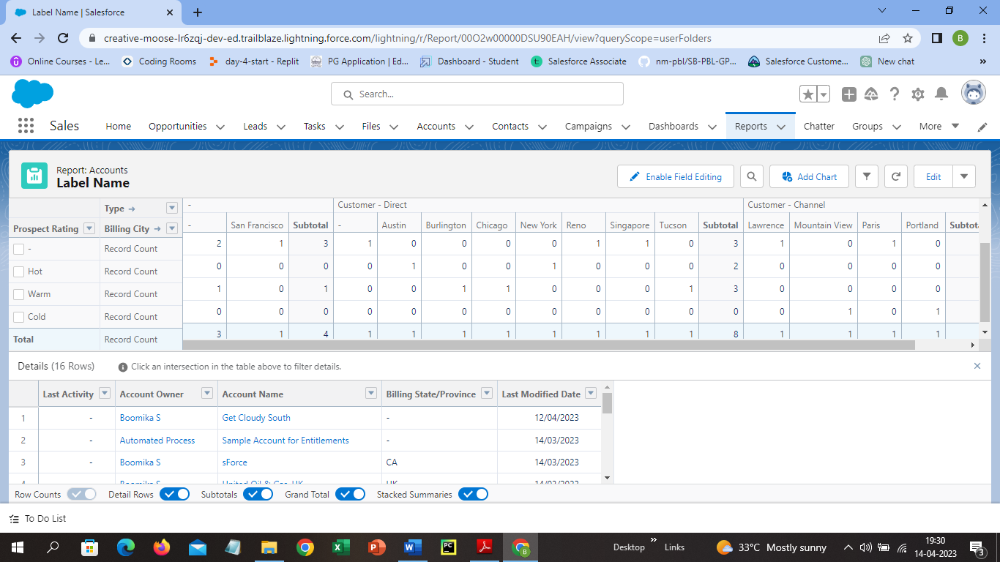 Label Name | Salesforce
creative-moose-lr6zqj-dev-ed.trailblaze.lightning.force.com/lightning/r/Report/00O2w00000DSU90EAH/view?queryScope=userFolders
B
Online Courses - Le... Coding Rooms day-4-start - Replit PG Application | Ed... Dashboard - Student Salesforce Associate nm-pbl/SB-PBL-GP... Salesforce Custome... New chat
Search...
Sales Home Opportunities Leads Tasks Files Accounts Contacts Campaigns Dashboards Reports Chatter Groups More
Report: Accounts
Label Name
Enable Field Editing Add Chart Edit
Type → - Customer - Direct Customer - Channel
Prospect Rating Billing City → - San Francisco Subtotal - Austin Burlington Chicago New York Reno Singapore Tucson Subtotal Lawrence Mountain View Paris Portland Subtot
- Record Count 2 1 3 1 0 0 0 0 1 1 0 3 1 0 1 0
Hot Record Count 0 0 0 0 1 0 0 1 0 0 0 2 0 0 0 0
Warm Record Count 1 0 1 0 0 1 1 0 0 0 1 3 0 0 0 0
Cold Record Count 0 0 0 0 0 0 0 0 0 0 0 0 0 1 0 1
Total Record Count 3 1 4 1 1 1 1 1 1 1 1 8 1 1 1 1
Details (16 Rows) Click an intersection in the table above to filter details.
Last Activity Account Owner Account Name Billing State/Province Last Modified Date
1 - Boomika S Get Cloudy South - 12/04/2023
2 - Automated Process Sample Account for Entitlements - 14/03/2023
3 - Boomika S sForce CA 14/03/2023
4 - Boomika S United Oil & Gas, UK UK 14/03/2023
Row Counts Detail Rows Subtotals Grand Total Stacked Summaries
To Do List
Desktop Links 33°C Mostly sunny 19:30
14-04-2023 3